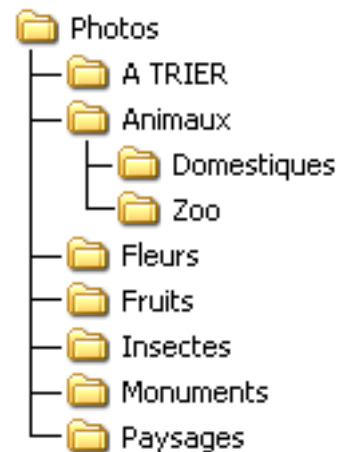 Photos
A TRIER
Animaux
Domestiques
Zoo
Fleurs
Fruits
Insectes
Monuments
Paysages